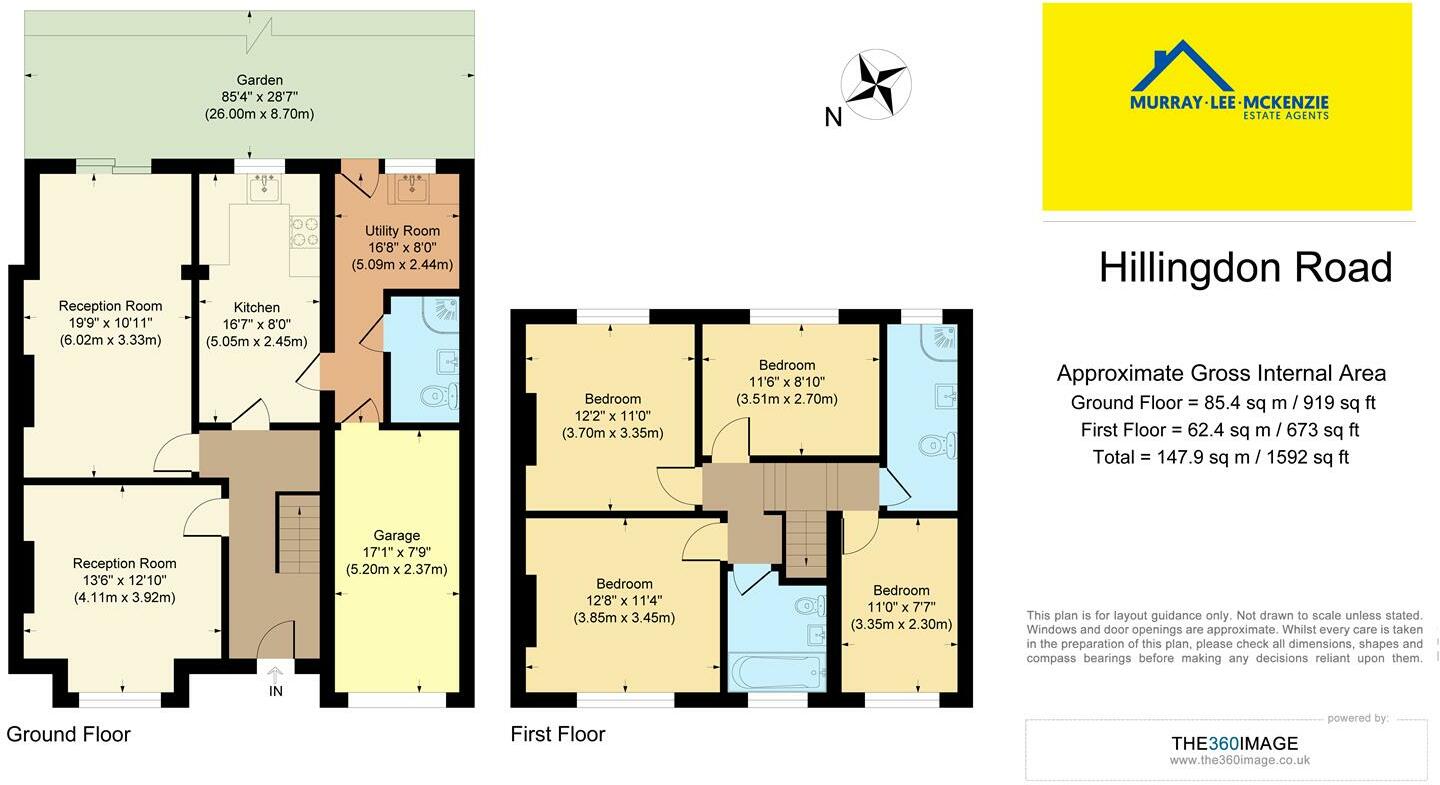 Garden
85'4" x 28'7"
(26.00m x 8.70m)
Reception Room
19'9" x 10'11"
(6.02m x 3.33m)
Kitchen
16'7" x 8'0"
(5.05m x 2.45m)
Utility Room
16'8" x 8'0"
(5.09m x 2.44m)
Reception Room
13'6" x 12'10"
(4.11m x 3.92m)
Garage
17'1" x 7'9"
(5.20m x 2.37m)
IN
Ground Floor
N
Bedroom
12'2" x 11'0"
(3.70m x 3.35m)
Bedroom
11'6" x 8'10"
(3.51m x 2.70m)
Bedroom
12'8" x 11'4"
(3.85m x 3.45m)
Bedroom
11'0" x 7'7"
(3.35m x 2.30m)
First Floor
MURRAY·LEE·MCKENZIE
ESTATE AGENTS
Hillingdon Road
Approximate Gross Internal Area
Ground Floor = 85.4 sq m / 919 sq ft
First Floor = 62.4 sq m / 673 sq ft
Total = 147.9 sq m / 1592 sq ft
This plan is for layout guidance only. Not drawn to scale unless stated.
Windows and door openings are approximate. Whilst every care is taken
in the preparation of this plan, please check all dimensions, shapes and
compass bearings before making any decisions reliant upon them.
powered by:
THE360IMAGE
www.the360image.co.uk